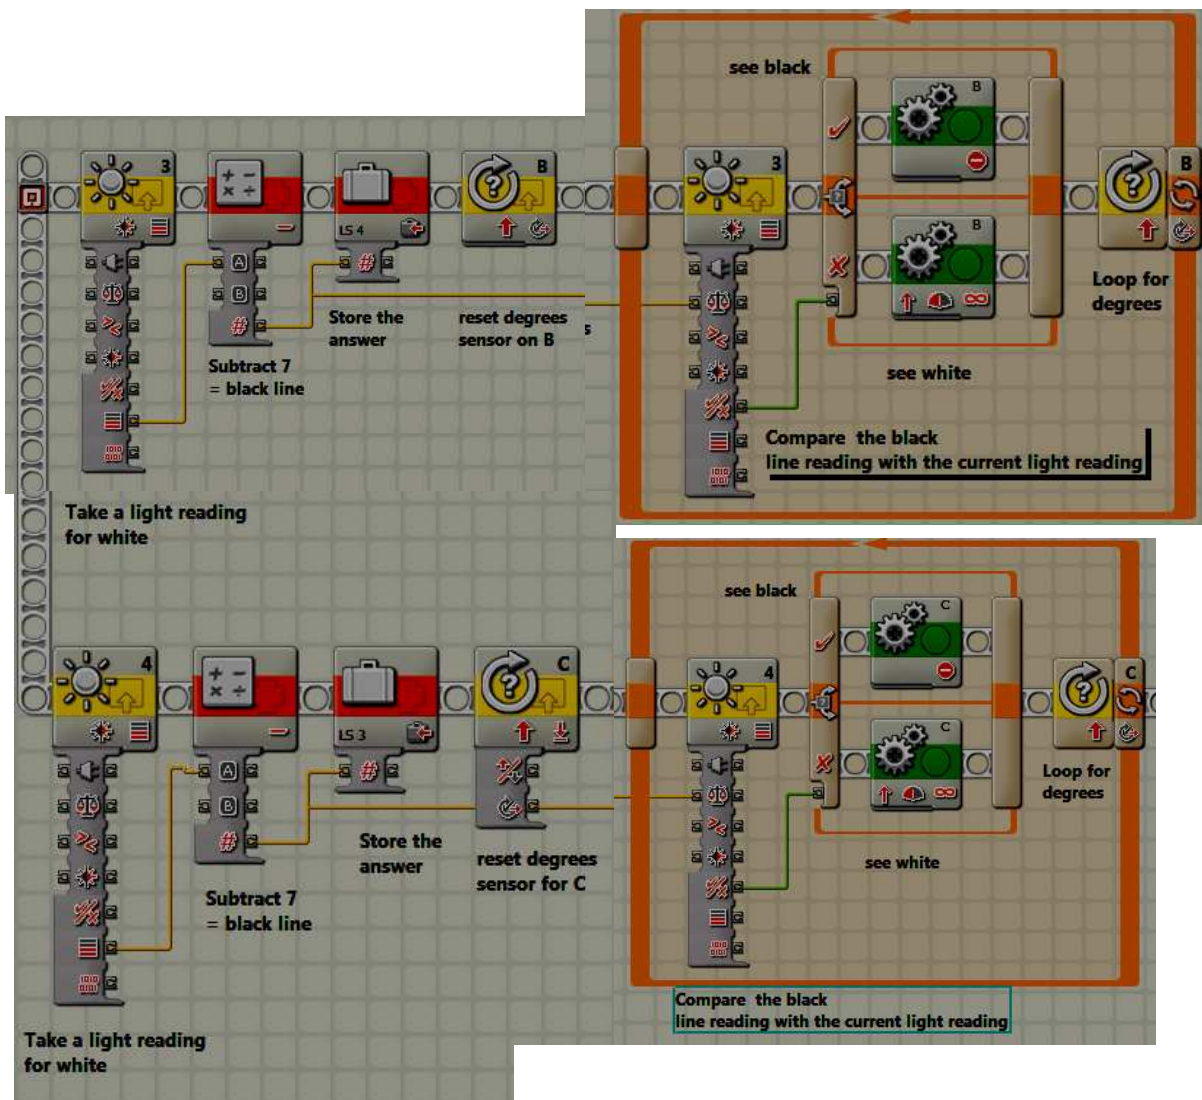 see black
3
B
3
B
B
LS 4
B
Store the
answer
reset degrees
sensor on B
s
Loop for
degrees
Subtract 7
= black line
see white
Compare the black
line reading with the current light reading
Take a light reading
for white
see black
C
4
C
4
C
LS 3
C
Loop for
degrees
Store the
answer
reset degrees
sensor for C
see white
Subtract 7
= black line
Compare the black
line reading with the current light reading
Take a light reading
for white